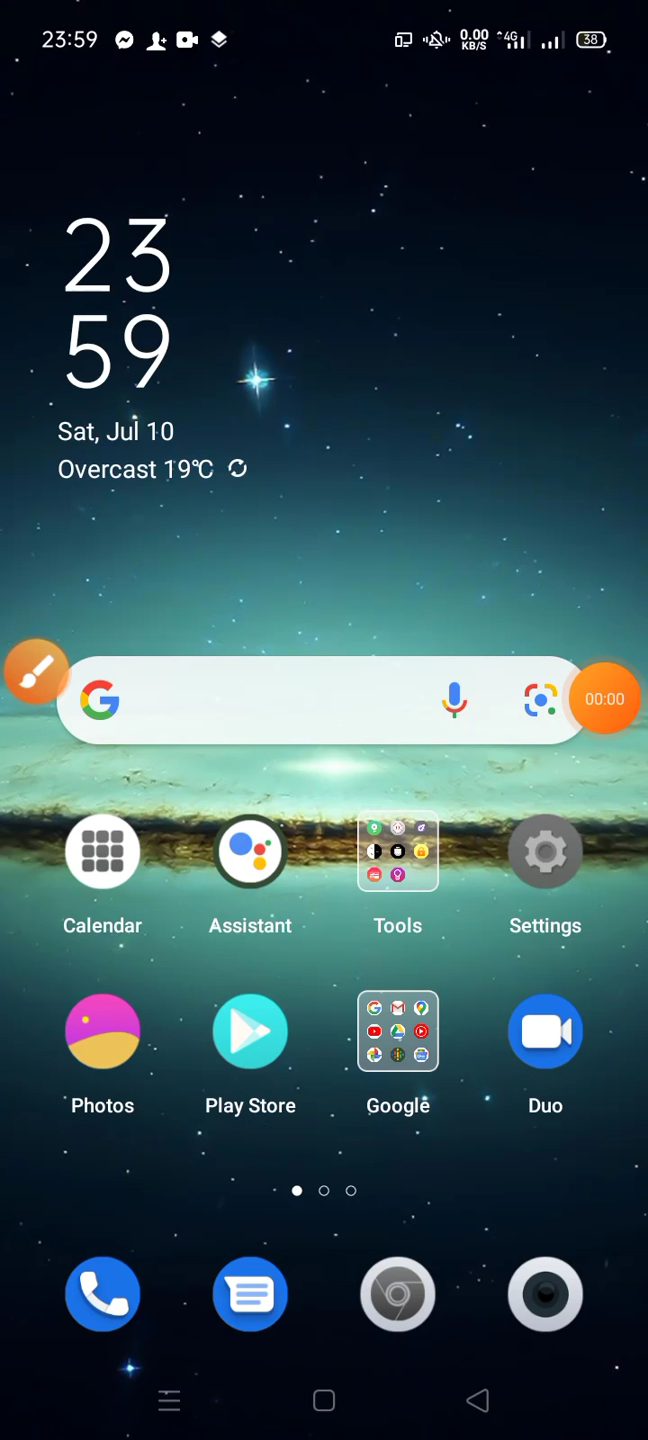 23:59 0.00 KB/S 4G 38
23
59
Sat, Jul 10
Overcast 19℃
00:00
Calendar Assistant Tools Settings
Photos Play Store Google Duo